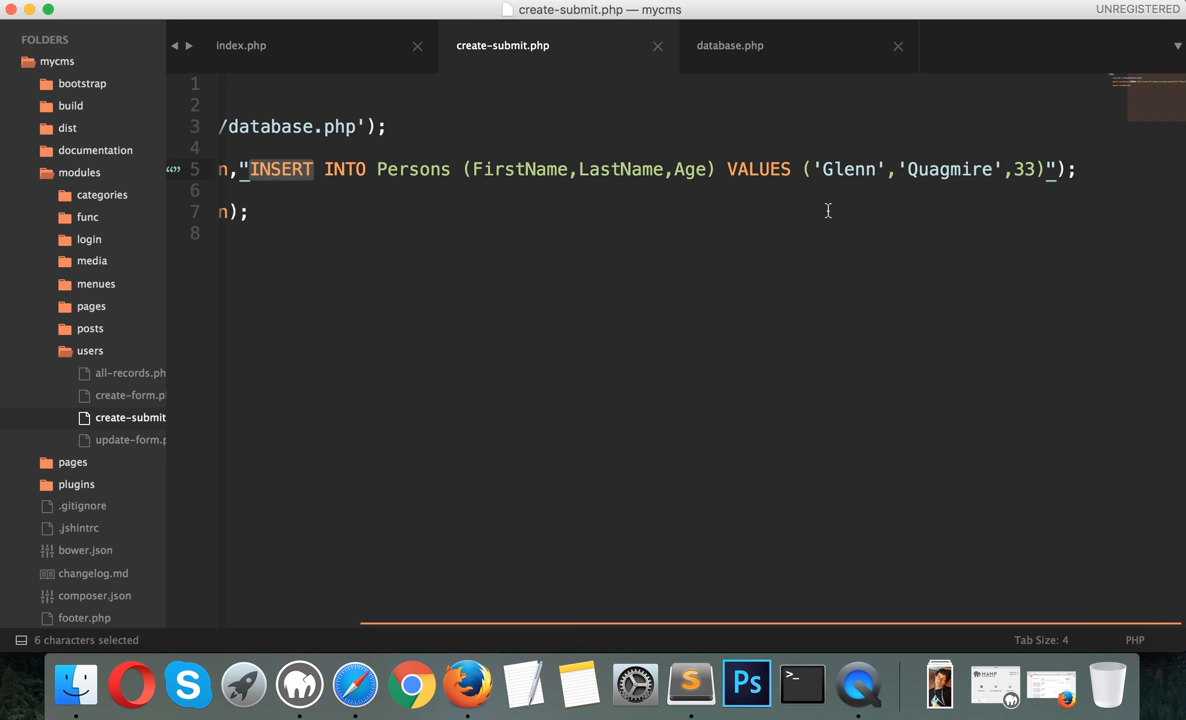 create-submit.php — mycms
UNREGISTERED
FOLDERS
mycms
bootstrap
build
dist
documentation
modules
categories
func
login
media
menues
pages
posts
users
all-records.ph
create-form.p
create-submit
update-form.p
pages
plugins
.gitignore
.jshintrc
bower.json
changelog.md
composer.json
footer.php
index.php
create-submit.php
database.php
1
2
3 /database.php');
4
5 n,"INSERT INTO Persons (FirstName,LastName,Age) VALUES ('Glenn','Quagmire',33)");
6
7 n);
8
6 characters selected
Tab Size: 4
PHP